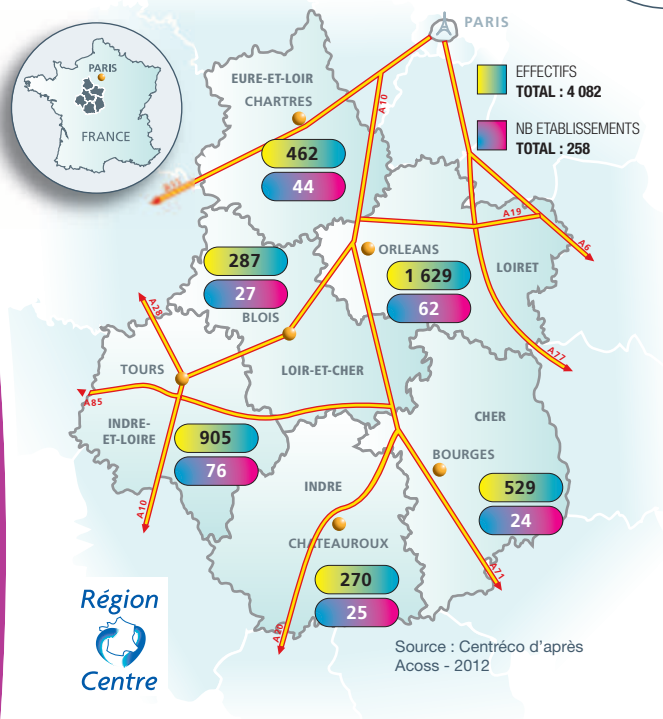 PARIS
PARIS
FRANCE
EFFECTIFS
TOTAL : 4 082
NB ETABLISSEMENTS
TOTAL : 258
EURE-ET-LOIR
CHARTRES
A10
462
44
A11
A19
A6
ORLEANS
LOIRET
1 629
62
A77
287
27
BLOIS
LOIR-ET-CHER
A28
TOURS
A85
INDRE-
ET-LOIRE
905
76
A10
CHER
BOURGES
529
24
A71
INDRE
CHATEAUROUX
270
25
A20
Région
Centre
Source : Centréco d'après
Acoss - 2012